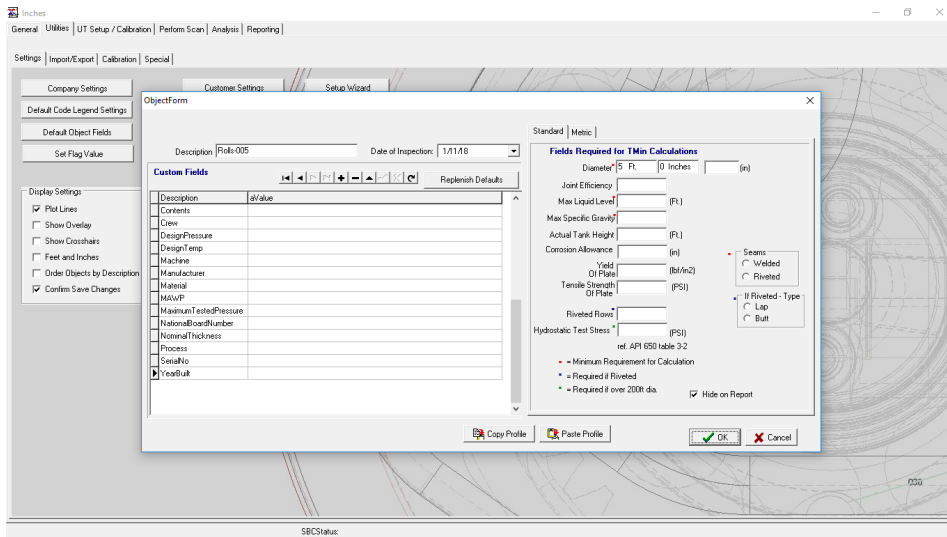 Inches
General Utilities UT Setup / Calibration Perform Scan Analysis Reporting
Settings Import/Export Calibration Special
Company Settings Customer Settings Setup Wizard
Default Code Legend Settings
Default Object Fields
Set Flag Value
Display Settings
Plot Lines
Show Overlay
Show Crosshairs
Feet and Inches
Order Objects by Description
Confirm Save Changes
ObjectForm
Description Rolls-005 Date of Inspection: 1/11/18
Custom Fields Replenish Defaults
Description aValue
Contents
Crew
DesignPressure
DesignTemp
Machine
Manufacturer
Material
MAWP
MaximumTestedPressure
NationalBoardNumber
NominalThickness
Process
SerialNo
YearBuilt
Standard Metric
Fields Required for TMin Calculations
Diameter* 5 Ft. 0 Inches (in)
Joint Efficiency
Max Liquid Level* (Ft.)
Max Specific Gravity*
Actual Tank Height (Ft.)
Corrosion Allowance (in)
Yield
Of Plate (lbf/in2)
Tensile Strength
Of Plate (PSI)
Riveted Rows*
Hydrostatic Test Stress * (PSI)
ref. API 650 table 3-2
* = Minimum Requirement for Calculation
* = Required if Riveted
* = Required if over 200ft dia.
Seams
Welded
Riveted
If Riveted - Type
Lap
Butt
Hide on Report
Copy Profile Paste Profile OK Cancel
SBCStatus: